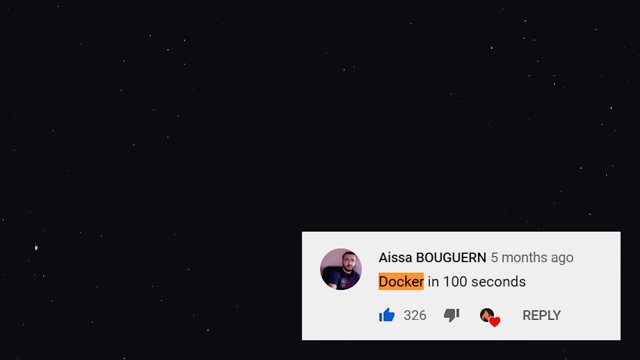 Aissa BOUGUERN 5 months ago
Docker in 100 seconds
326 REPLY